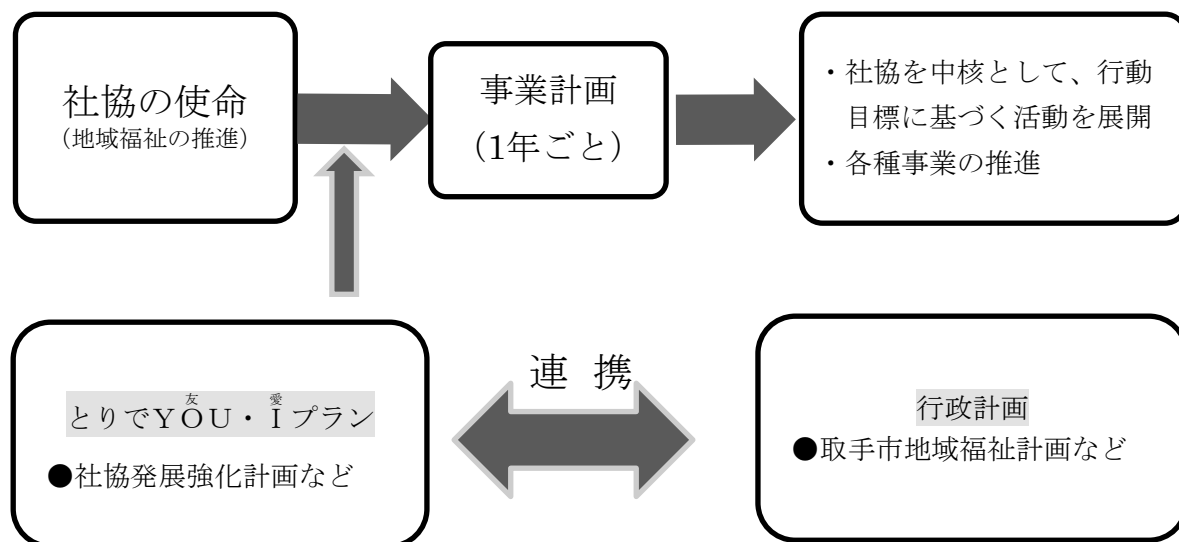 社協の使命
（地域福祉の推進）
事業計画
（1年ごと）
・社協を中核として、行動
目標に基づく活動を展開
・各種事業の推進
連 携
友 愛
とりでＹＯＵ・Ｉプラン
●社協発展強化計画など
行政計画
●取手市地域福祉計画など